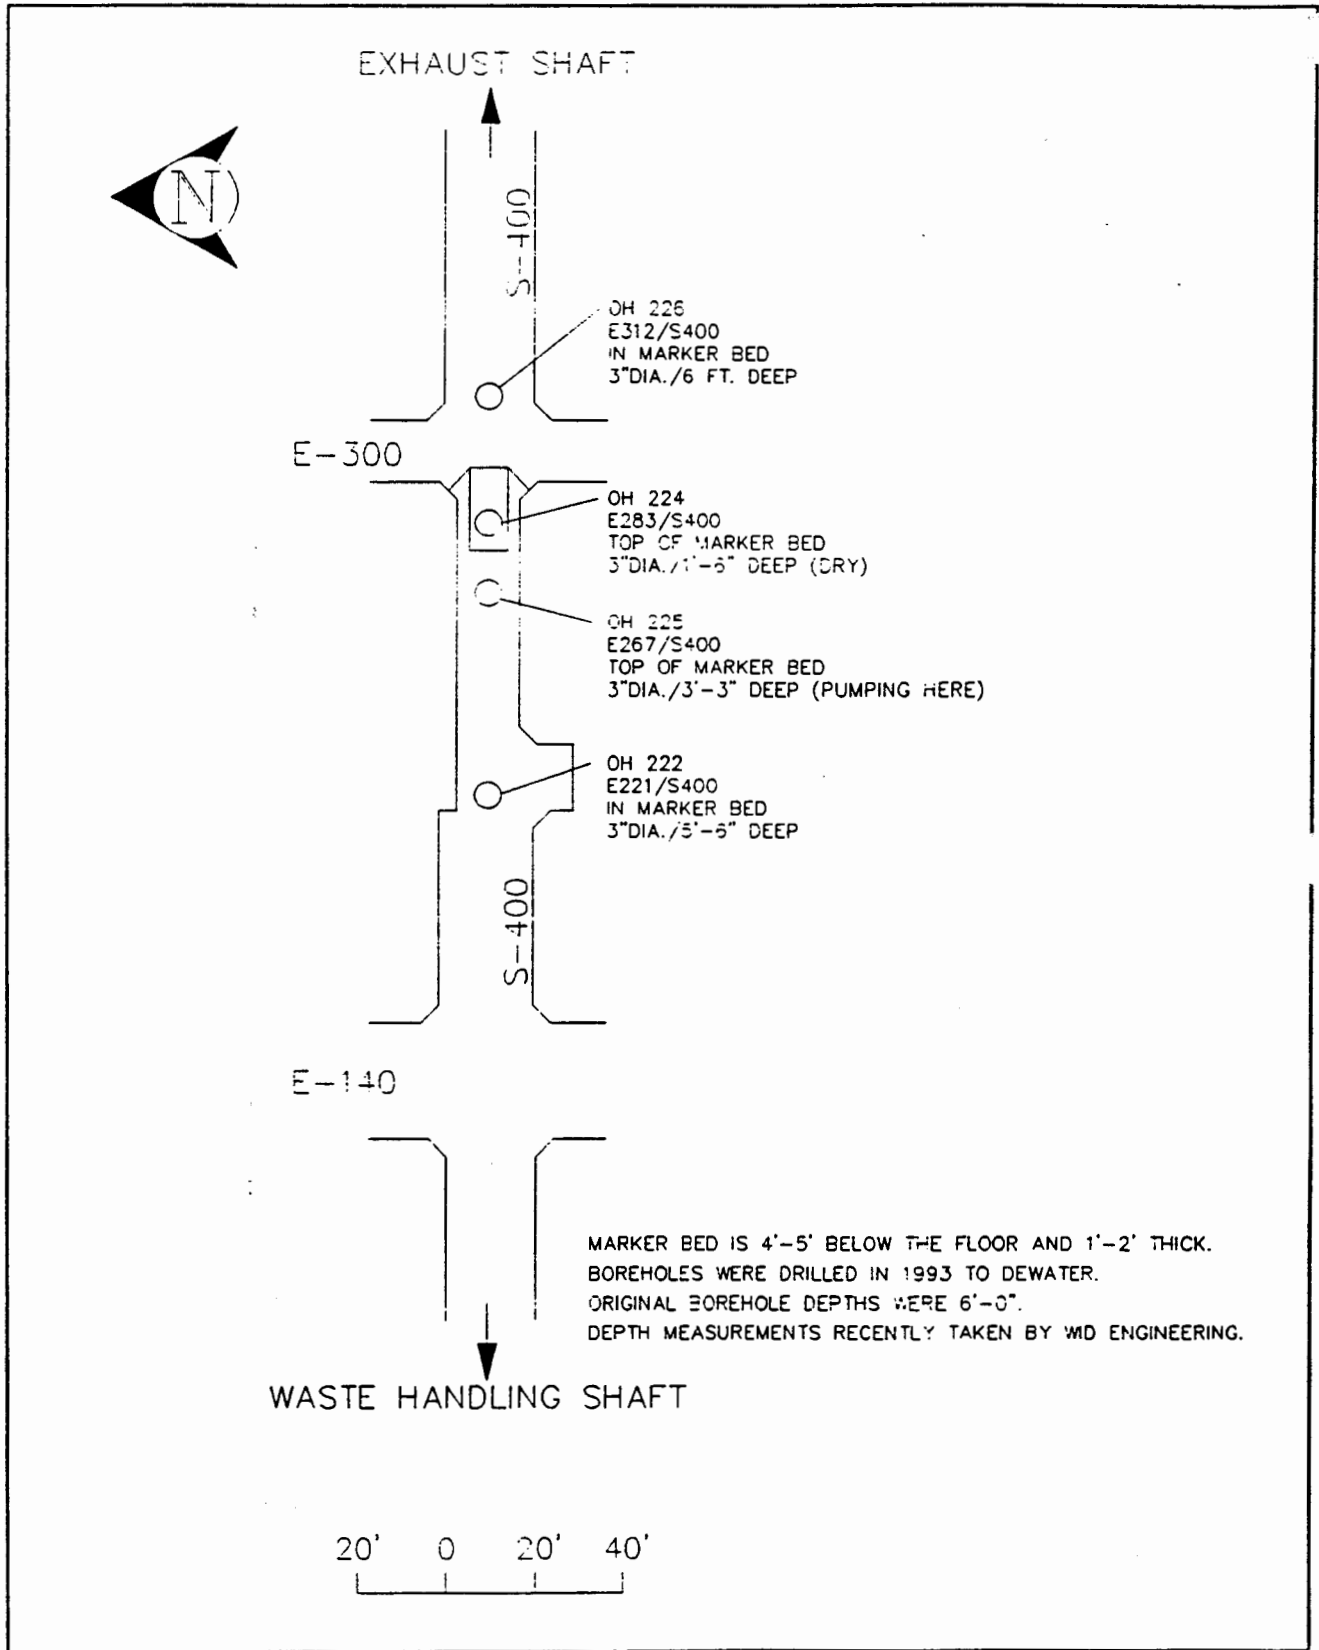 EXHAUST SHAFT
N
S-400
OH 226
E312/S400
IN MARKER BED
3"DIA./6 FT. DEEP
E-300
OH 224
E283/S400
TOP OF MARKER BED
3"DIA./1'-6" DEEP (DRY)
OH 225
E267/S400
TOP OF MARKER BED
3"DIA./3'-3" DEEP (PUMPING HERE)
OH 222
E221/S400
IN MARKER BED
3"DIA./5'-6" DEEP
S-400
E-140
MARKER BED IS 4'-5' BELOW THE FLOOR AND 1'-2' THICK.
BOREHOLES WERE DRILLED IN 1993 TO DEWATER.
ORIGINAL BOREHOLE DEPTHS WERE 6'-0".
DEPTH MEASUREMENTS RECENTLY TAKEN BY WID ENGINEERING.
WASTE HANDLING SHAFT
20' 0 20' 40'